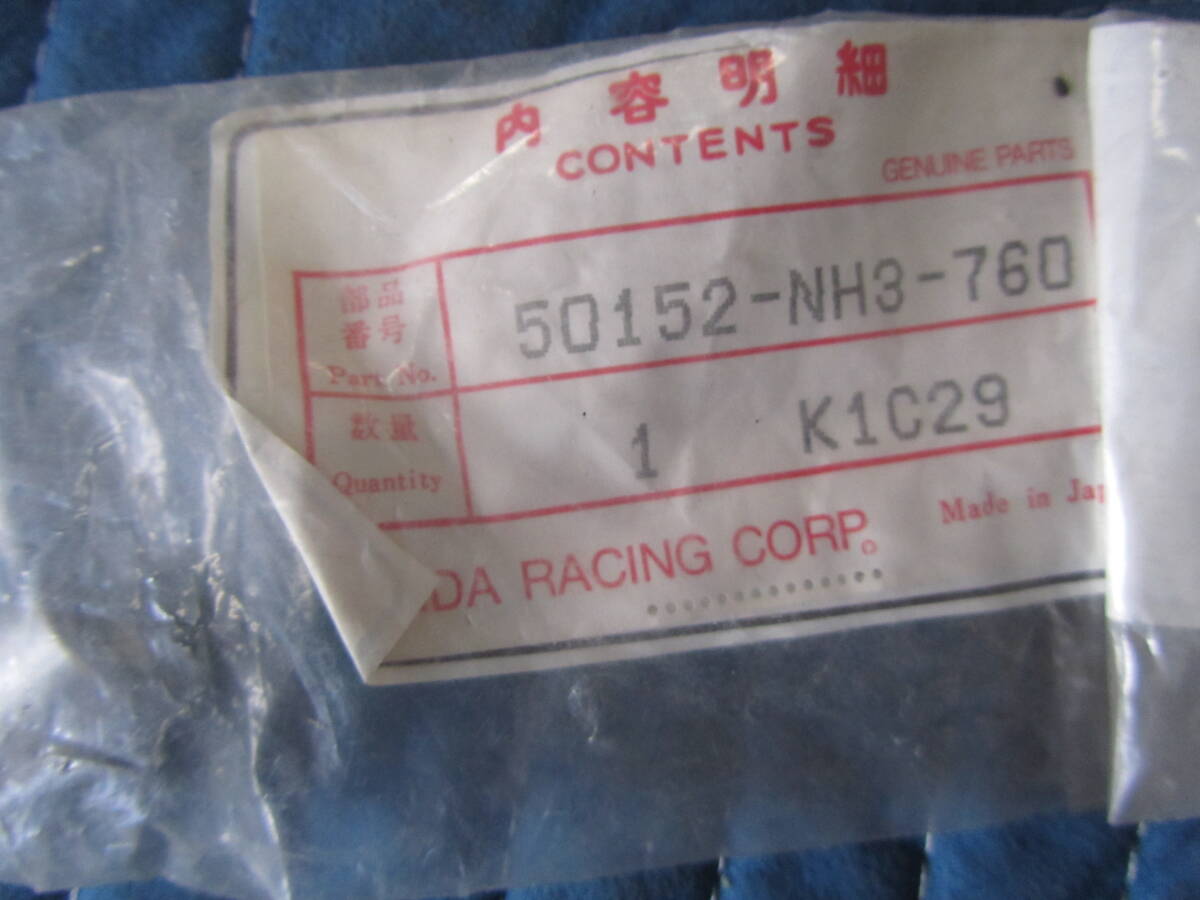 内容明細
CONTENTS
GENUINE PARTS
部品
番号
Part No.
50152-NH3-760
数量
Quantity
1 K1C29
DA RACING CORP.
Made in Jap